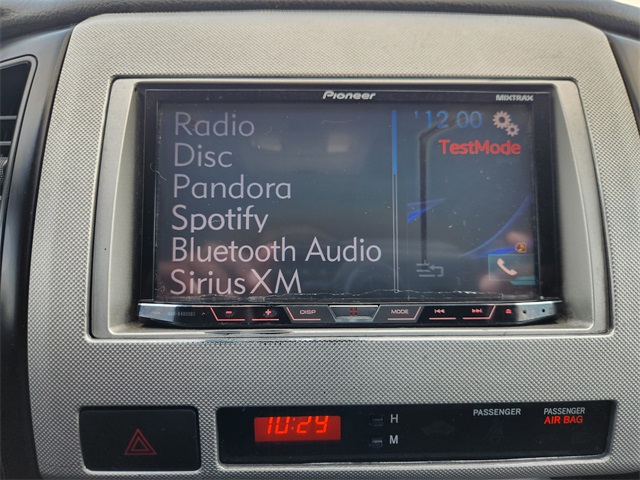 Pioneer
MIXTRAX
12 00
TestMode
Radio
Disc
Pandora
Spotify
Bluetooth Audio
SiriusXM
DISP
MODE
10:29
H
M
PASSENGER
PASSENGER
AIR BAG